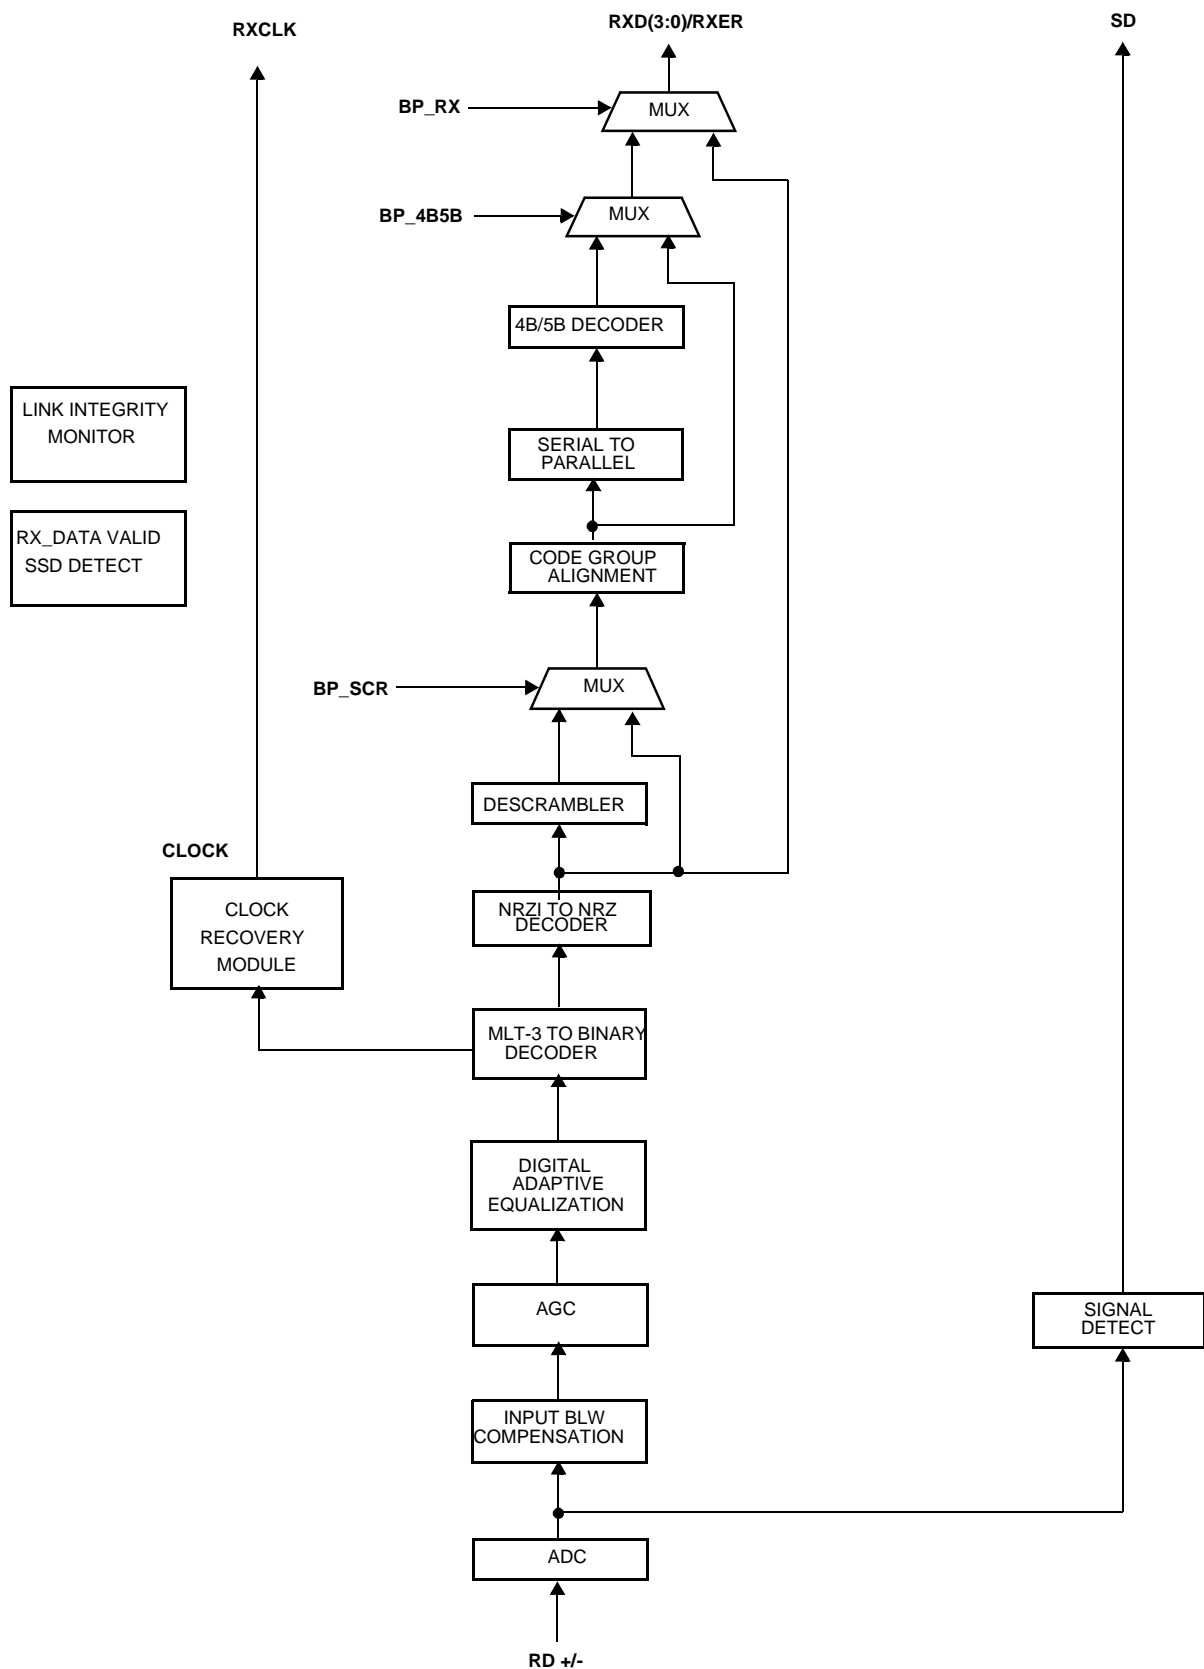 RXCLK
RXD(3:0)/RXER
SD
BP_RX
MUX
BP_4B5B
MUX
4B/5B DECODER
LINK INTEGRITY
MONITOR
SERIAL TO
PARALLEL
RX_DATA VALID
SSD DETECT
CODE GROUP
ALIGNMENT
BP_SCR
MUX
DESCRAMBLER
CLOCK
CLOCK
RECOVERY
MODULE
NRZI TO NRZ
DECODER
MLT-3 TO BINARY
DECODER
DIGITAL
ADAPTIVE
EQUALIZATION
AGC
SIGNAL
DETECT
INPUT BLW
COMPENSATION
ADC
RD +/-